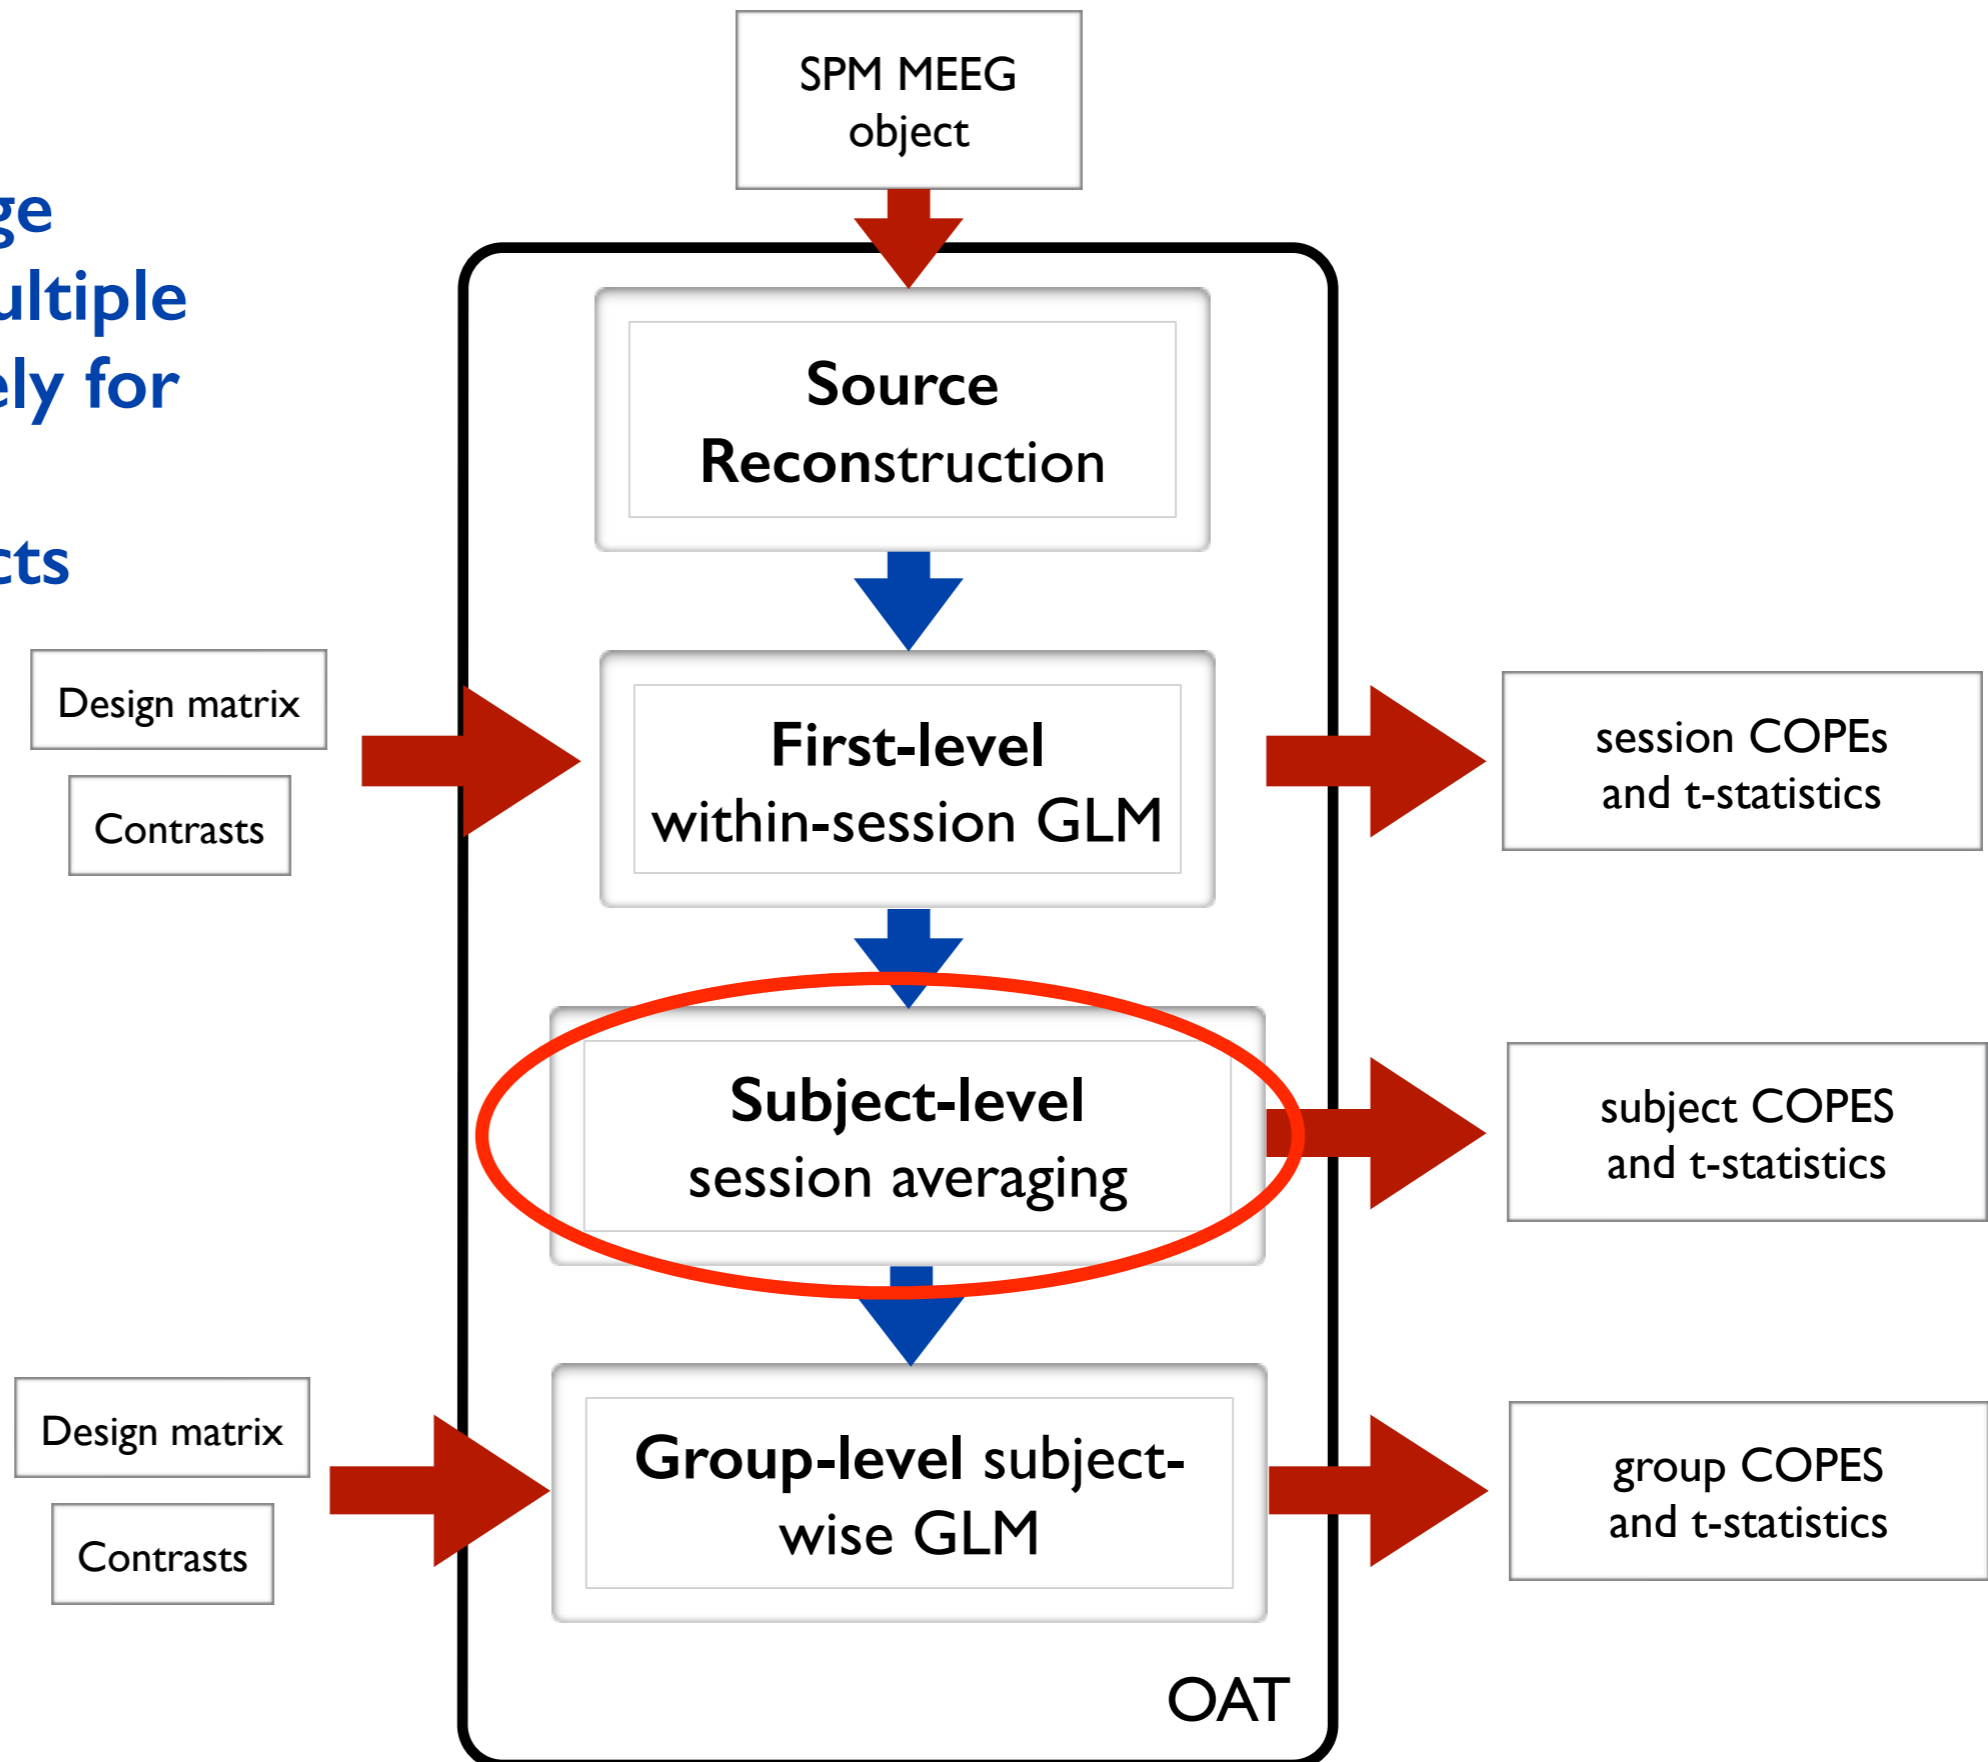 SPM MEEG
object
ge
ultiple
ely for
cts
Source
Reconstruction
Design matrix
Contrasts
First-level
within-session GLM
session COPEs
and t-statistics
Subject-level
session averaging
subject COPES
and t-statistics
Design matrix
Contrasts
Group-level subject-
wise GLM
group COPES
and t-statistics
OAT